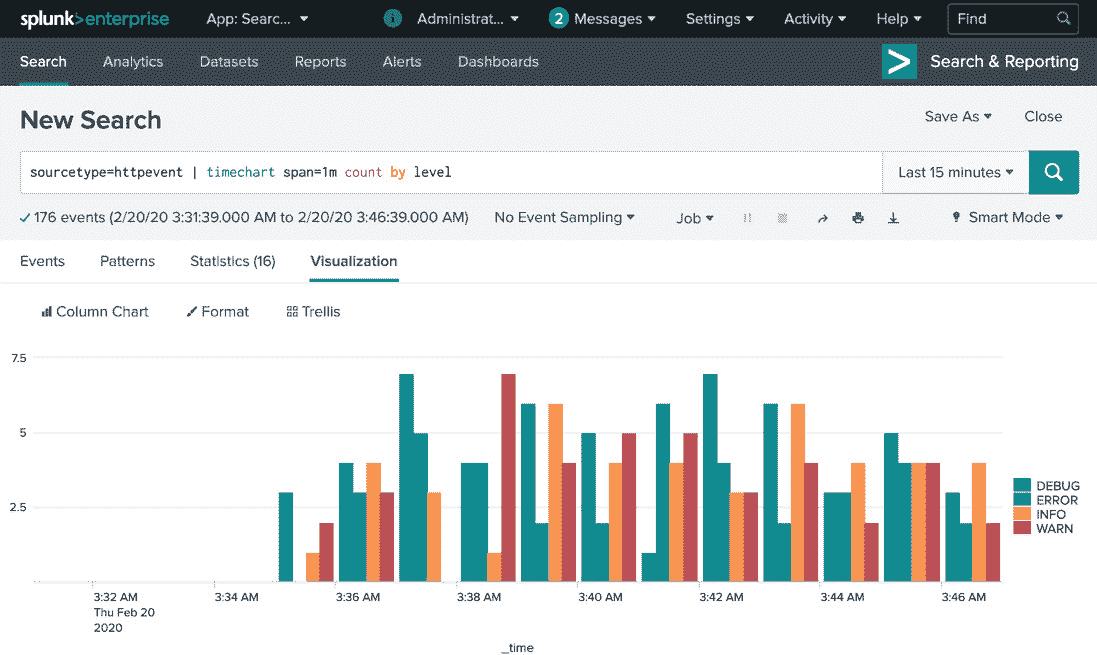 splunk>enterprise App: Searc... Administrat... 2 Messages Settings Activity Help Find
Search Analytics Datasets Reports Alerts Dashboards Search & Reporting
New Search Save As Close
sourcetype=httpevent | timechart span=1m count by level Last 15 minutes
176 events (2/20/20 3:31:39.000 AM to 2/20/20 3:46:39.000 AM) No Event Sampling Job Smart Mode
Events Patterns Statistics (16) Visualization
Column Chart Format Trellis
7.5
5
2.5
DEBUG
ERROR
INFO
WARN
3:32 AM 3:34 AM 3:36 AM 3:38 AM 3:40 AM 3:42 AM 3:44 AM 3:46 AM
Thu Feb 20
2020
_time